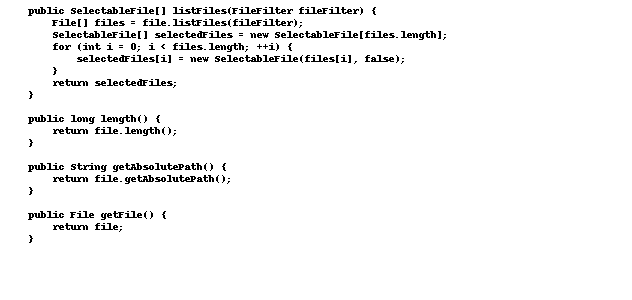 public SelectableFile[] listFiles(FileFilter fileFilter) {
    File[] files = file.listFiles(fileFilter);
    SelectableFile[] selectedFiles = new SelectableFile[files.length];
    for (int i = 0; i < files.length; ++i) {
        selectedFiles[i] = new SelectableFile(files[i], false);
    }
    return selectedFiles;
}

public long length() {
    return file.length();
}

public String getAbsolutePath() {
    return file.getAbsolutePath();
}

public File getFile() {
    return file;
}